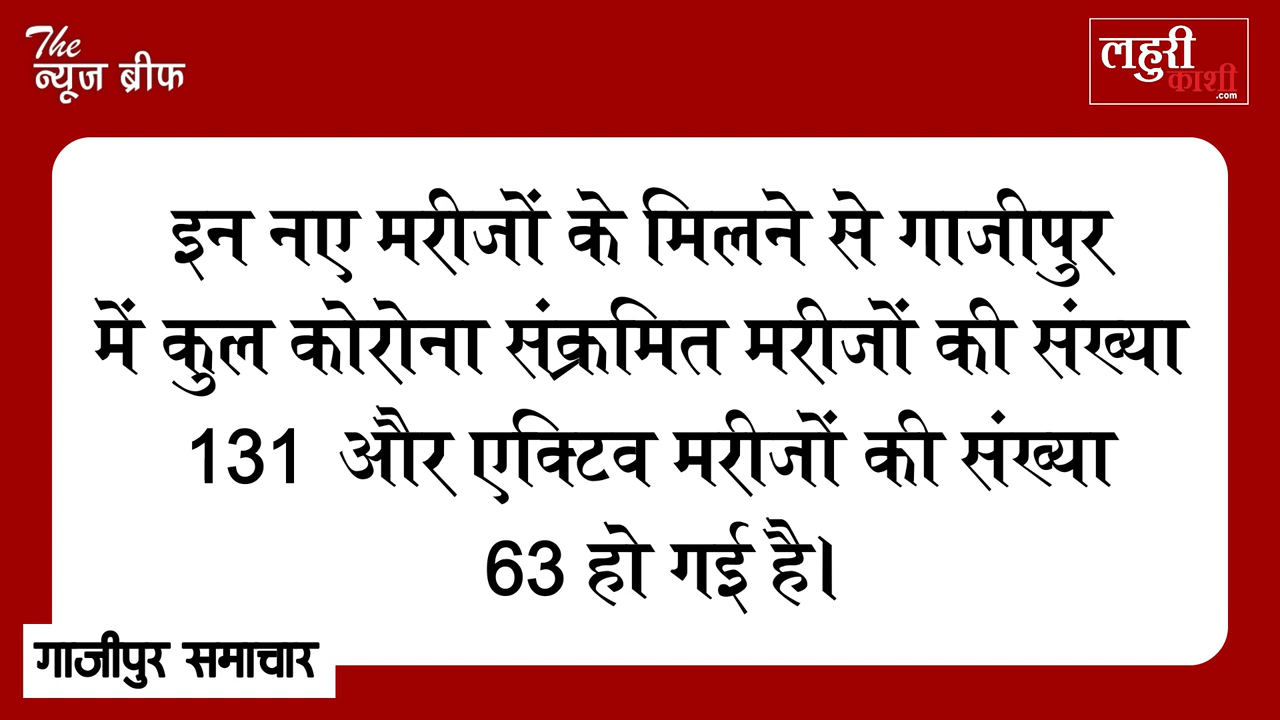 The
न्यूज ब्रीफ
लहुरी
काशी
.com
इन नए मरीजों के मिलने से गाजीपुर
में कुल कोरोना संक्रमित मरीजों की संख्या
131 और एक्टिव मरीजों की संख्या
63 हो गई है।
गाजीपुर समाचार